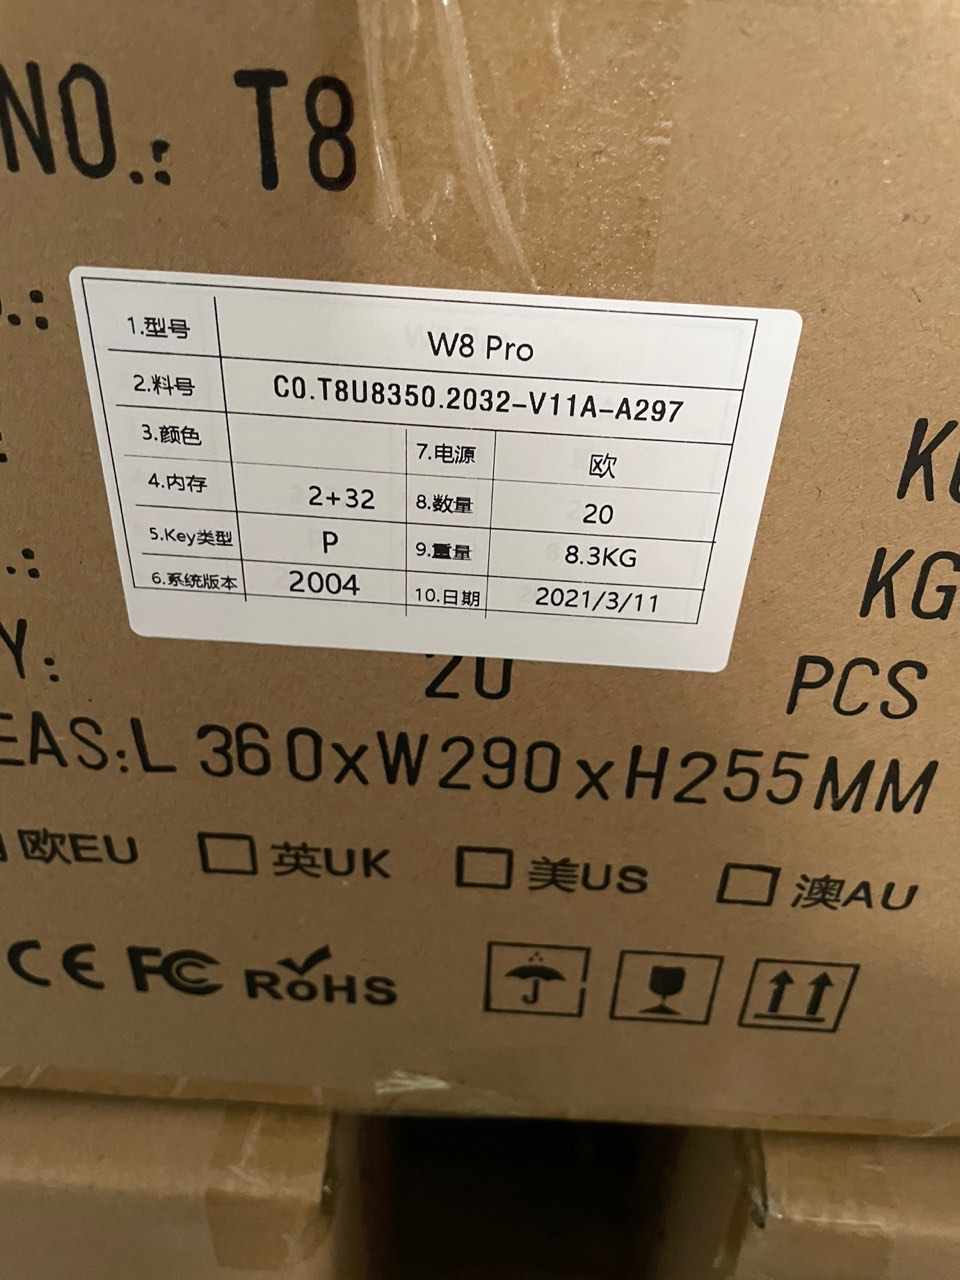 NO.: T8
1.型号 W8 Pro
2.料号 C0.T8U8350.2032-V11A-A297
3.颜色 7.电源 欧
4.内存 2+32 8.数量 20
5.Key类型 P 9.重量 8.3KG
6.系统版本 2004 10.日期 2021/3/11
KG
Y: 20 PCS
EAS:L 360xW290xH255MM
欧EU 英UK 美US 澳AU
CE FC RoHS